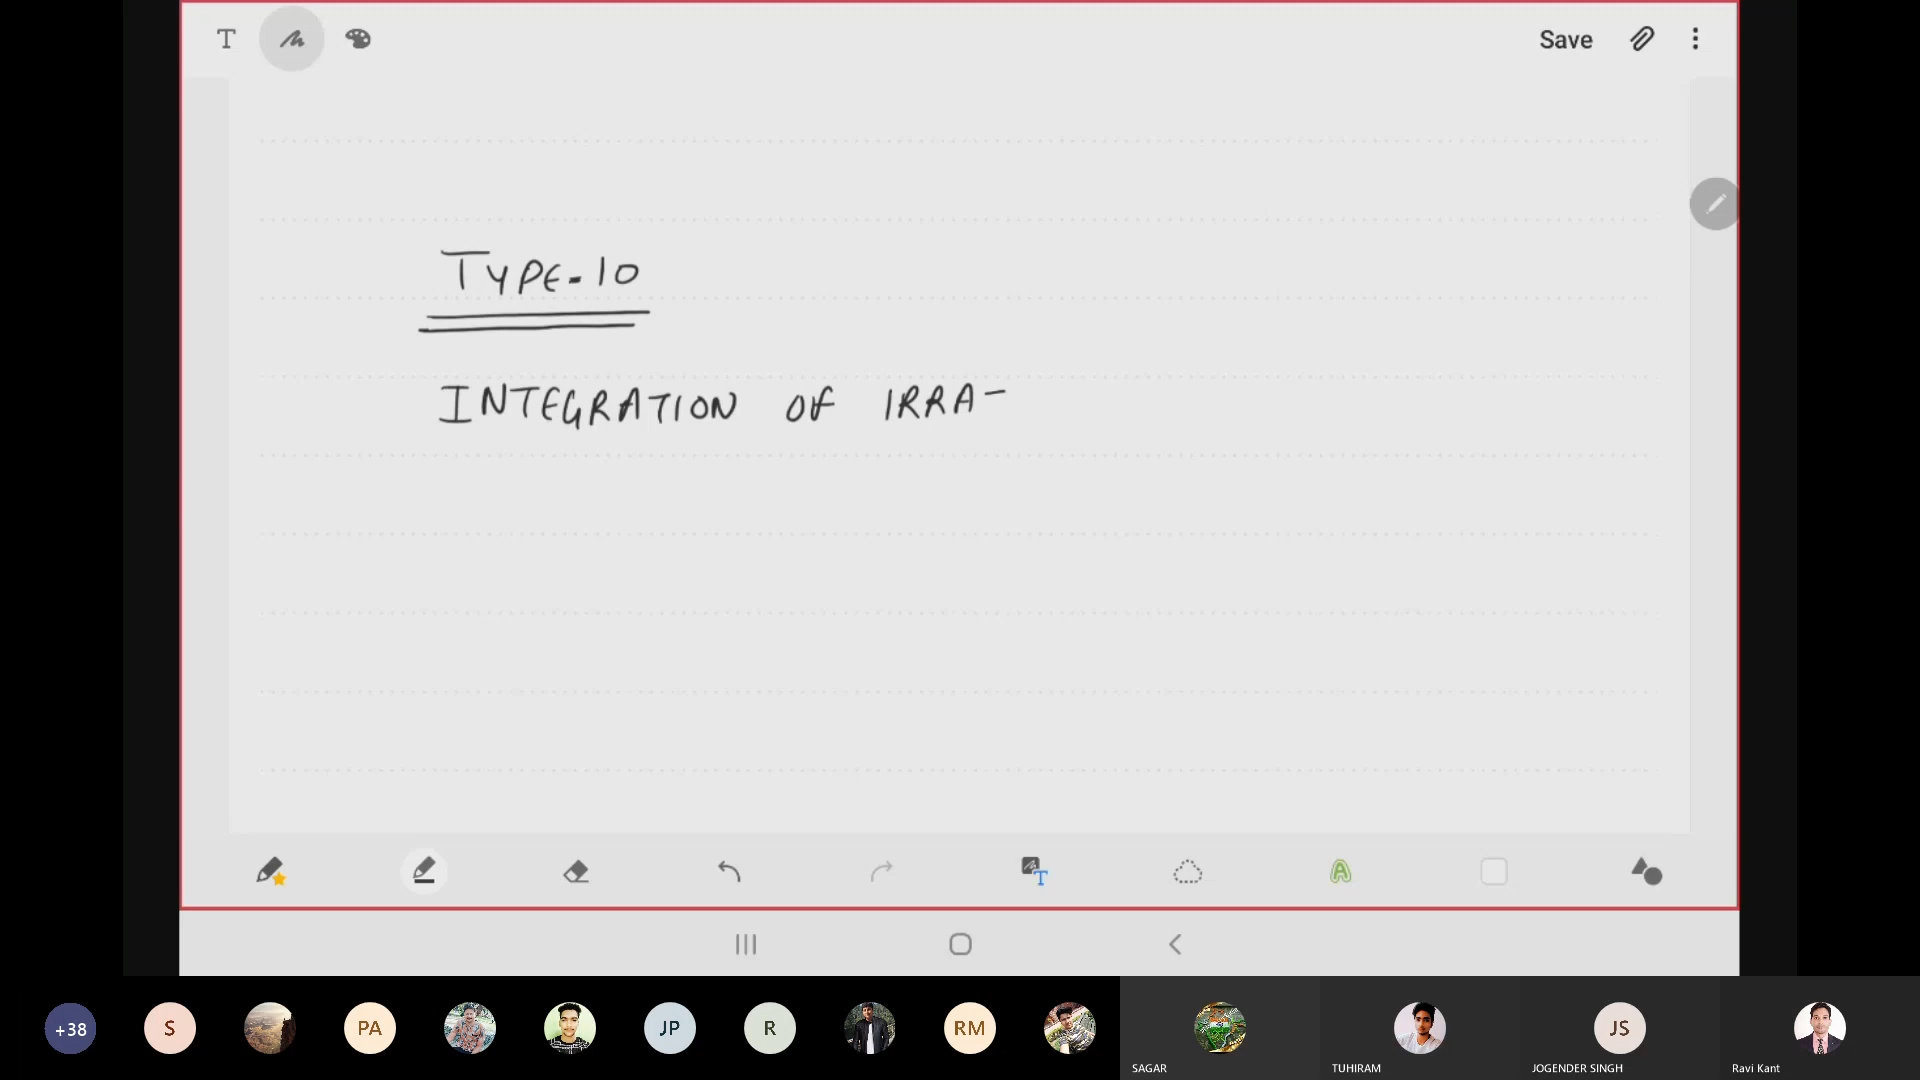 T
Save
TYPE-10
INTEGRATION OF IRRA-
T
A
+38
S
PA
JP
R
RM
JS
SAGAR
TUHIRAM
JOGENDER SINGH
Ravi Kant